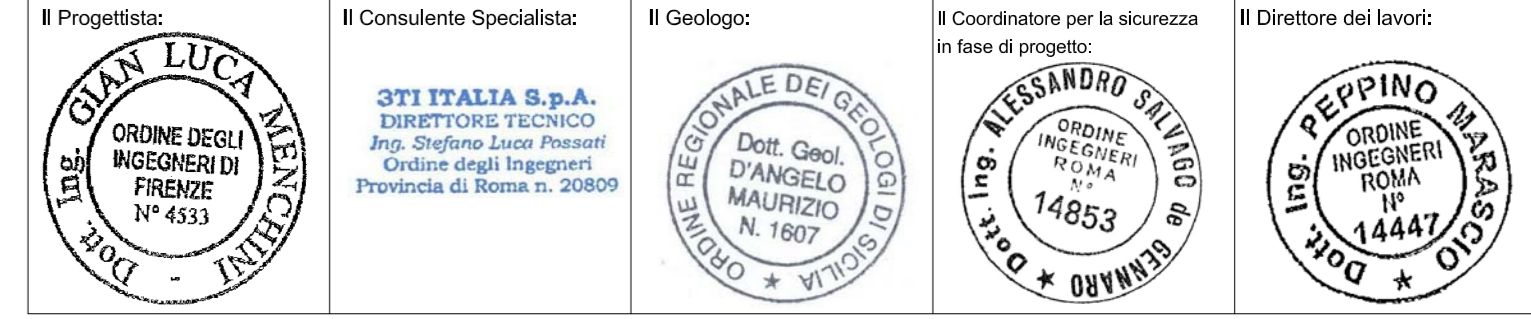 Il Progettista:
Dott. Ing. GIAN LUCA MENCHINI -
ORDINE DEGLI
INGEGNERI DI
FIRENZE
N° 4533
Il Consulente Specialista:
3TI ITALIA S.p.A.
DIRETTORE TECNICO
Ing. Stefano Luca Possati
Ordine degli Ingegneri
Provincia di Roma n. 20809
Il Geologo:
ORDINE REGIONALE DEI GEOLOGI DI SICILIA ★
Dott. Geol.
D'ANGELO
MAURIZIO
N. 1607
Il Coordinatore per la sicurezza
in fase di progetto:
Dott. Ing. ALESSANDRO SALVAGO de GENNARO ★
ORDINE
INGEGNERI
ROMA
N°
14853
Il Direttore dei lavori:
Dott. Ing. PEPPINO MARASCIO ★
ORDINE
INGEGNERI
ROMA
N°
14447